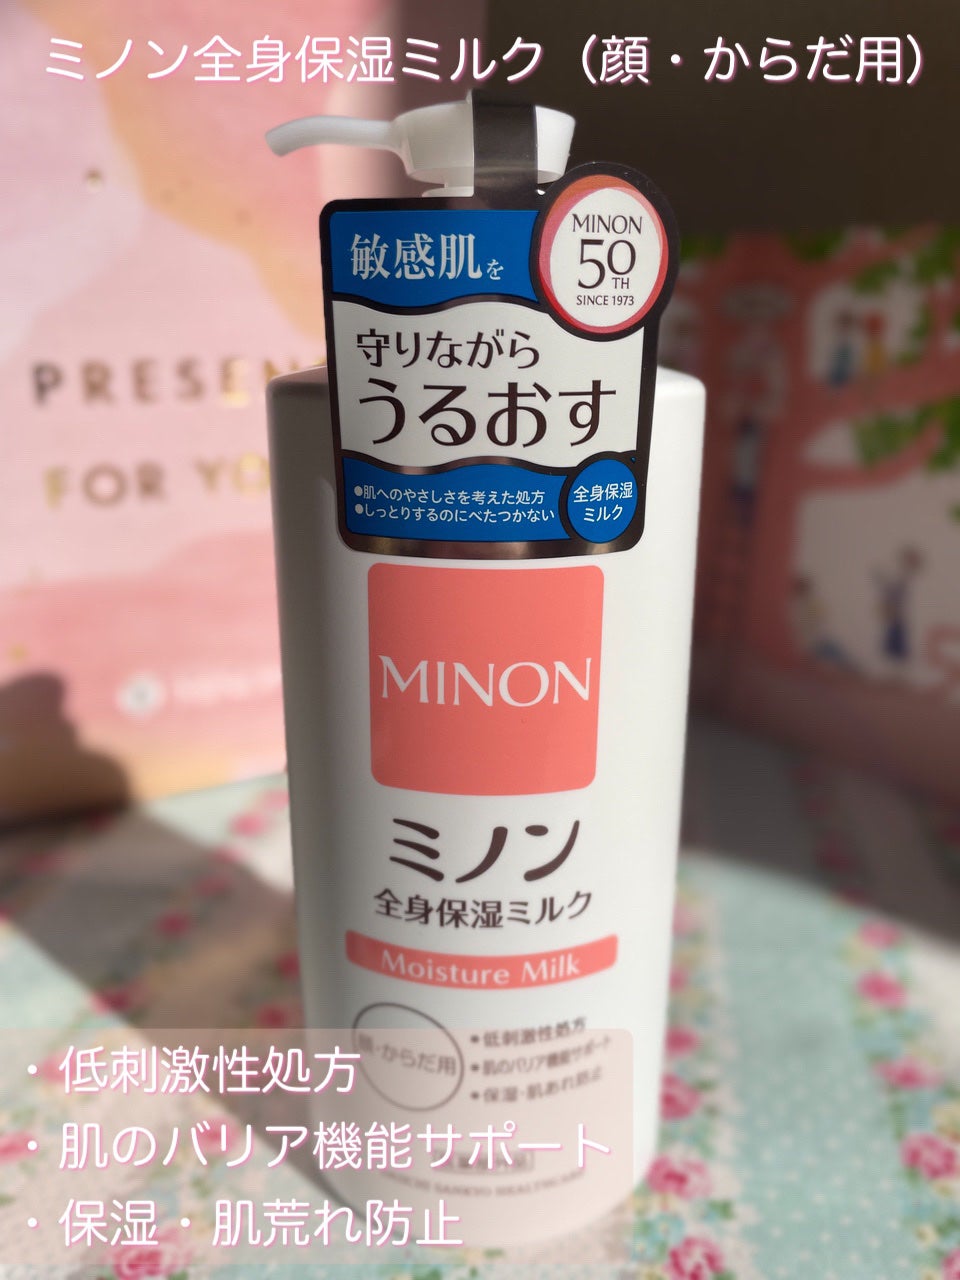 ミノン全身保湿ミルク（顔・からだ用）
MINON
50
TH
SINCE 1973
敏感肌を
守りながら
うるおす
●肌へのやさしさを考えた処方
●しっとりするのにべたつかない
全身保湿
ミルク
PRESEN
FOR YO
MINON
ミノン
全身保湿ミルク
Moisture Milk
顔・からだ用
●低刺激性処方
●肌のバリア機能サポート
●保湿・肌あれ防止
・低刺激性処方
・肌のバリア機能サポート
・保湿・肌荒れ防止
SANKYO HEALTHCARE